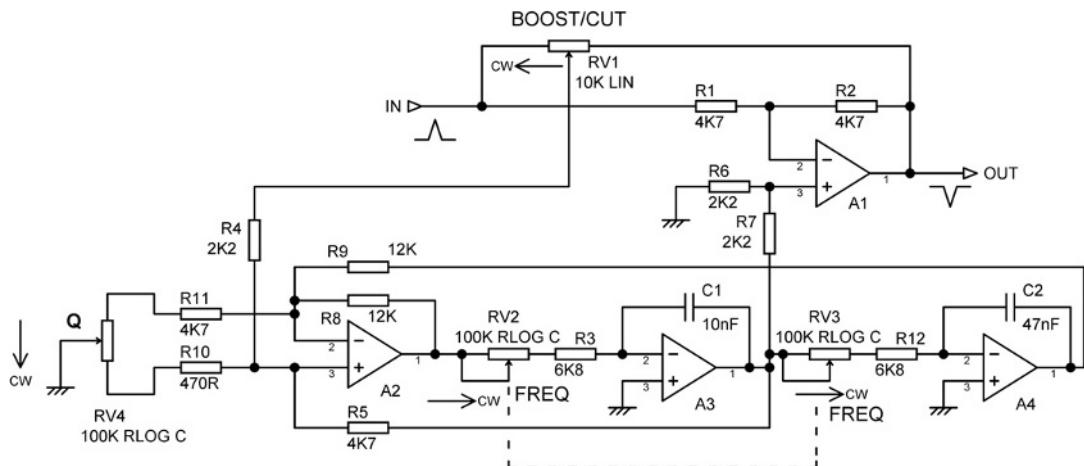 BOOST/CUT
CW
RV1
10K LIN
IN
R1
4K7
R2
4K7
2
3
1
A1
OUT
R6
2K2
R7
2K2
R4
2K2
R9
12K
R8
12K
Q
CW
R11
4K7
R10
470R
RV4
100K RLOG C
2
3
1
A2
R5
4K7
RV2
100K RLOG C
CW
FREQ
R3
6K8
C1
10nF
2
3
1
A3
RV3
100K RLOG C
CW
FREQ
R12
6K8
C2
47nF
2
3
1
A4